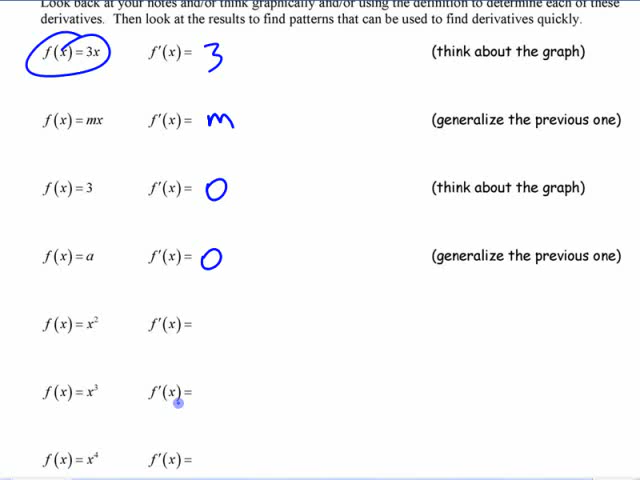 Look back at your notes and/or think graphically and/or using the definition to determine each of these
derivatives. Then look at the results to find patterns that can be used to find derivatives quickly.
f(x) = 3x f′(x) = 3 (think about the graph)
f(x) = mx f′(x) = m (generalize the previous one)
f(x) = 3 f′(x) = 0 (think about the graph)
f(x) = a f′(x) = 0 (generalize the previous one)
f(x) = x² f′(x) =
f(x) = x³ f′(x) =
f(x) = x⁴ f′(x) =